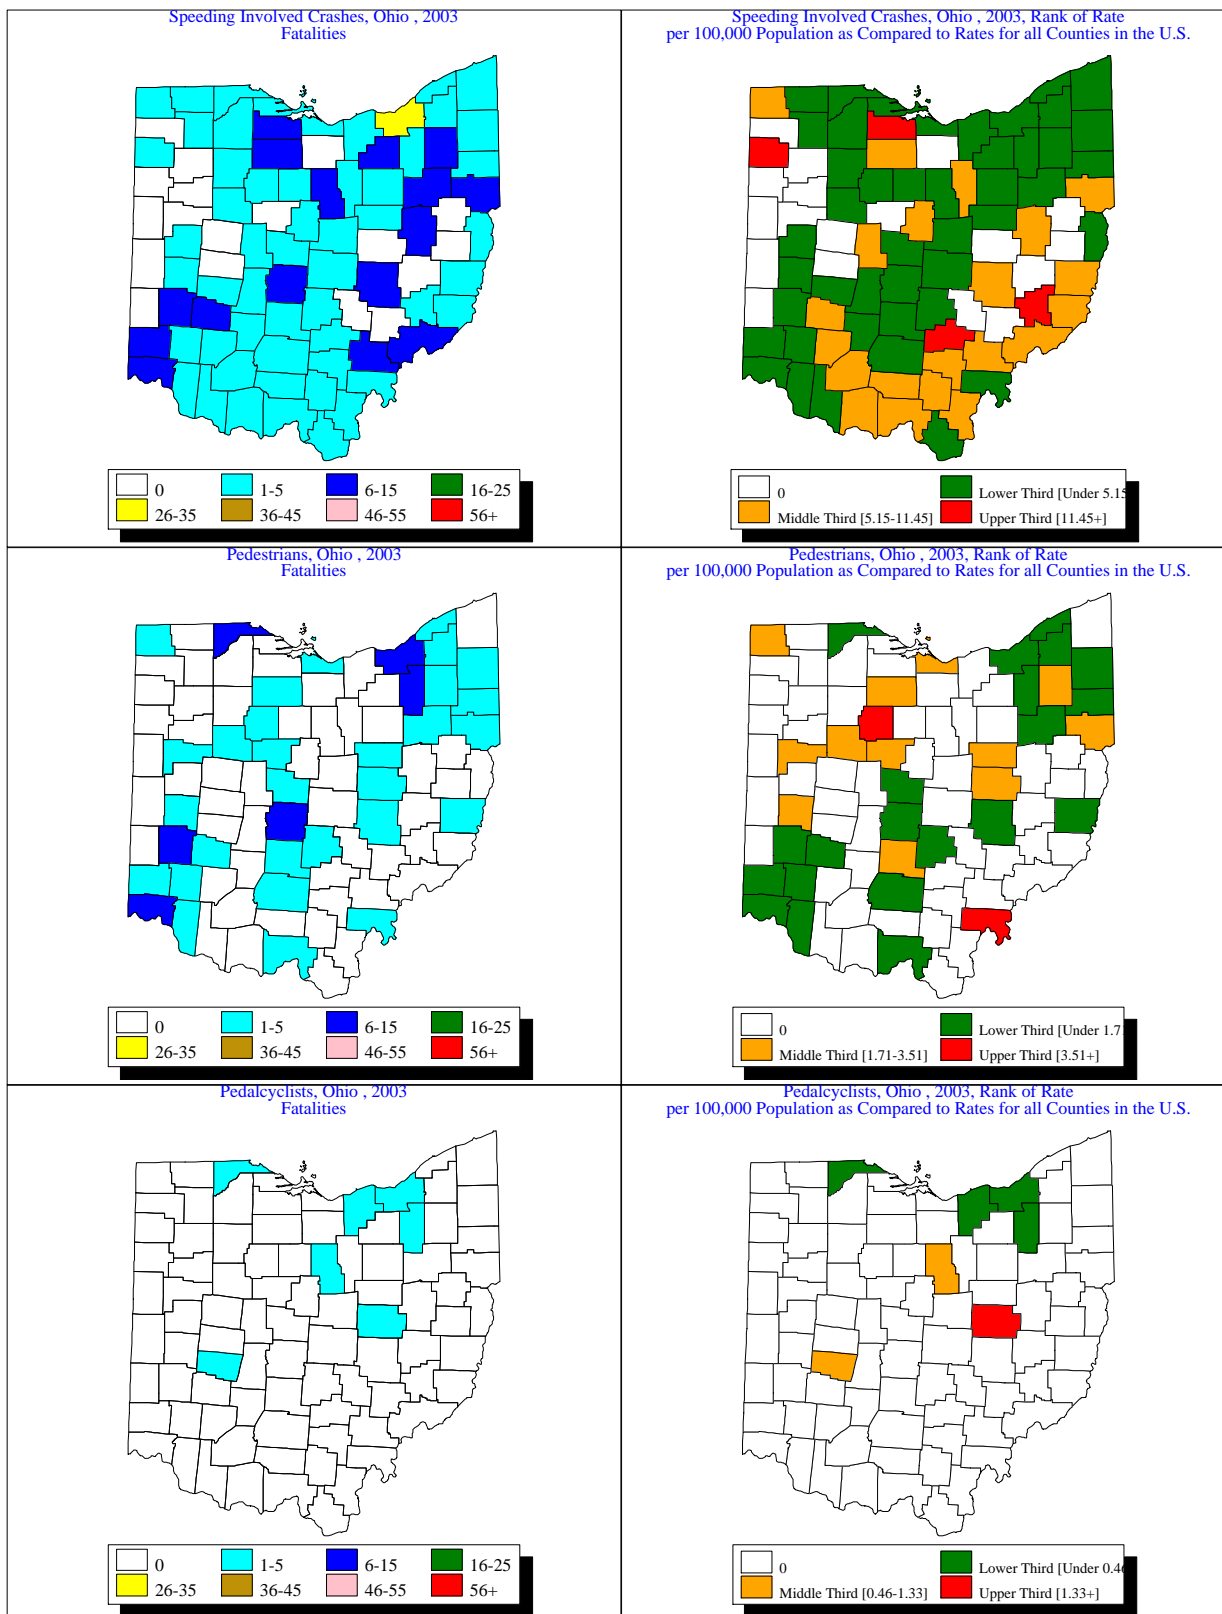 Speeding Involved Crashes, Ohio , 2003
Fatalities
0
1-5
6-15
16-25
26-35
36-45
46-55
56+
Speeding Involved Crashes, Ohio , 2003, Rank of Rate
per 100,000 Population as Compared to Rates for all Counties in the U.S.
0
Lower Third [Under 5.15
Middle Third [5.15-11.45]
Upper Third [11.45+]
Pedestrians, Ohio , 2003
Fatalities
0
1-5
6-15
16-25
26-35
36-45
46-55
56+
Pedestrians, Ohio , 2003, Rank of Rate
per 100,000 Population as Compared to Rates for all Counties in the U.S.
0
Lower Third [Under 1.71
Middle Third [1.71-3.51]
Upper Third [3.51+]
Pedalcyclists, Ohio , 2003
Fatalities
0
1-5
6-15
16-25
26-35
36-45
46-55
56+
Pedalcyclists, Ohio , 2003, Rank of Rate
per 100,000 Population as Compared to Rates for all Counties in the U.S.
0
Lower Third [Under 0.46
Middle Third [0.46-1.33]
Upper Third [1.33+]